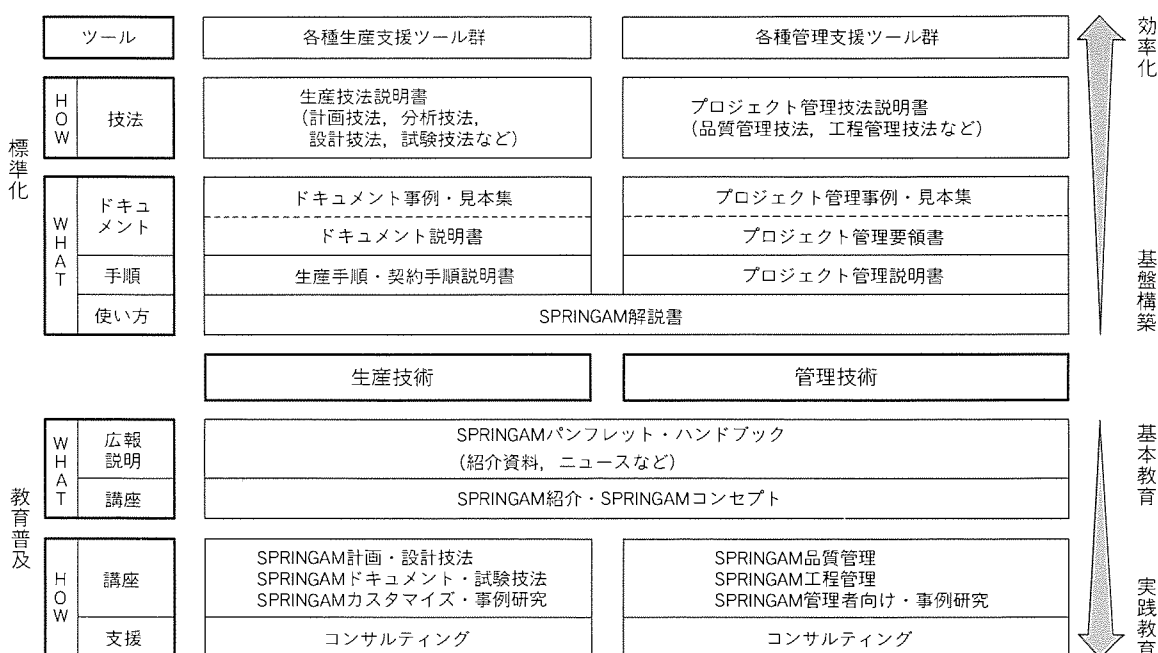 ツール
各種生産支援ツール群
各種管理支援ツール群
効率化
標準化
HOW
技法
生産技法説明書
（計画技法，分析技法，
設計技法，試験技法など）
プロジェクト管理技法説明書
（品質管理技法，工程管理技法など）
WHAT
ドキュ
メント
ドキュメント事例・見本集
プロジェクト管理事例・見本集
ドキュメント説明書
プロジェクト管理要領書
手順
生産手順・契約手順説明書
プロジェクト管理説明書
使い方
SPRINGAM解説書
基盤構築
生産技術
管理技術
教育普及
WHAT
広報
説明
SPRINGAMパンフレット・ハンドブック
（紹介資料，ニュースなど）
講座
SPRINGAM紹介・SPRINGAMコンセプト
基本教育
HOW
講座
SPRINGAM計画・設計技法
SPRINGAMドキュメント・試験技法
SPRINGAMカスタマイズ・事例研究
SPRINGAM品質管理
SPRINGAM工程管理
SPRINGAM管理者向け・事例研究
支援
コンサルティング
コンサルティング
実践教育